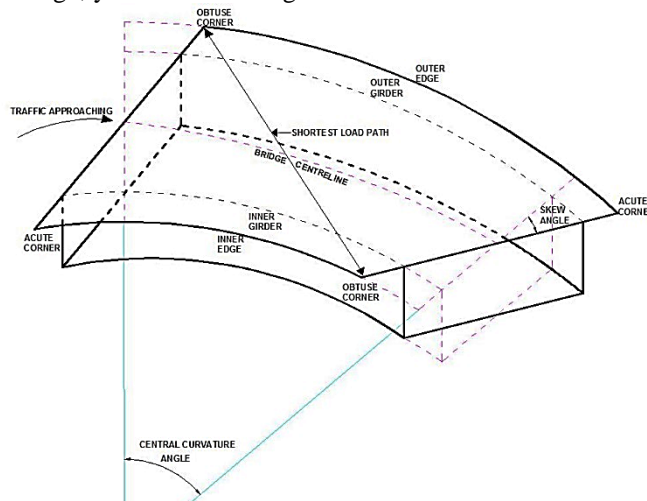 OBTUSE
CORNER
OUTER
EDGE
OUTER
GIRDER
TRAFFIC APPROACHING
SHORTEST LOAD PATH
BRIDGE CENTRELINE
ACUTE
CORNE
SKEW
ANGLE
INNER
GIRDER
ACUTE
CORNER
INNER
EDGE
OBTUSE
CORNER
CENTRAL CURVATURE
ANGLE